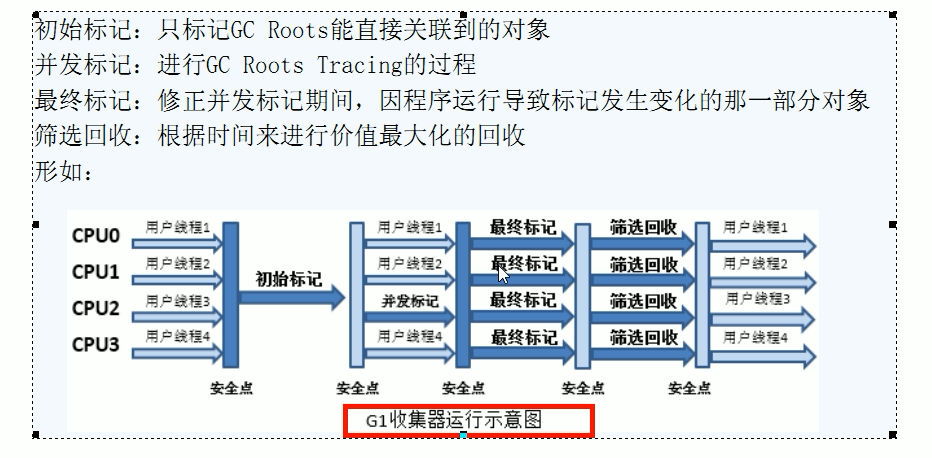 初始标记：只标记GC Roots能直接关联到的对象
并发标记：进行GC Roots Tracing的过程
最终标记：修正并发标记期间，因程序运行导致标记发生变化的那一部分对象
筛选回收：根据时间来进行价值最大化的回收
形如：
CPU0 用户线程1 用户线程1 最终标记 筛选回收 用户线程1
CPU1 用户线程2 初始标记 用户线程2 最终标记 筛选回收 用户线程2
CPU2 用户线程3 并发标记 最终标记 筛选回收 用户线程3
CPU3 用户线程4 用户线程4 最终标记 筛选回收 用户线程4
安全点 安全点 安全点 安全点 安全点
G1收集器运行示意图